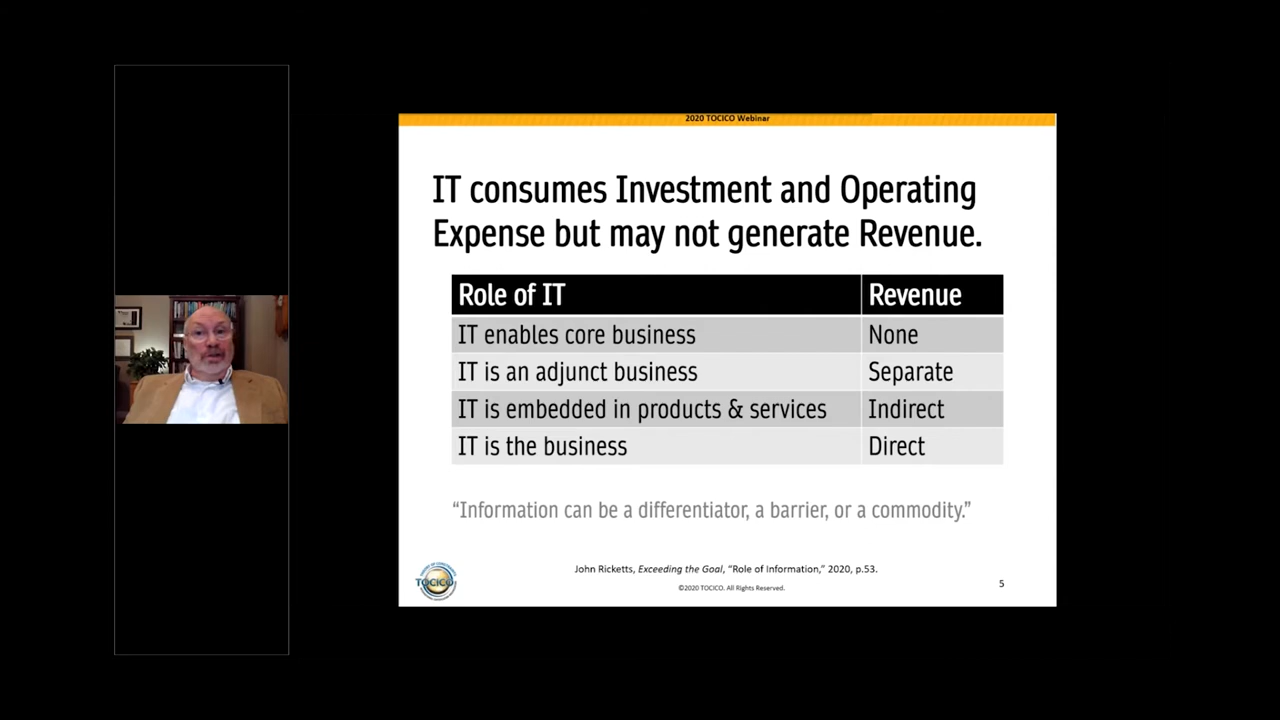 2020 TOCICO Webinar
IT consumes Investment and Operating
Expense but may not generate Revenue.
Role of IT Revenue
IT enables core business None
IT is an adjunct business Separate
IT is embedded in products & services Indirect
IT is the business Direct
“Information can be a differentiator, a barrier, or a commodity.”
John Ricketts, Exceeding the Goal, “Role of Information,” 2020, p.53.
TOCICO
©2020 TOCICO. All Rights Reserved.
5